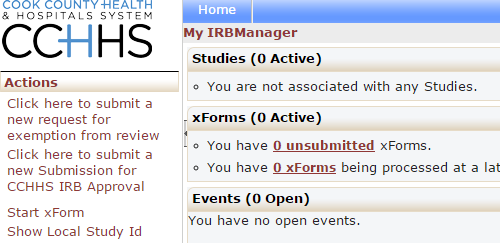 COOK COUNTY HEALTH
& HOSPITALS SYSTEM
CCHHS
Actions
Click here to submit a
new request for
exemption from review
Click here to submit a
new Submission for
CCHHS IRB Approval
Start xForm
Show Local Study Id
Home
My IRBManager
Studies (0 Active)
You are not associated with any Studies.
xForms (0 Active)
You have 0 unsubmitted xForms.
You have 0 xForms being processed at a lat
Events (0 Open)
You have no open events.